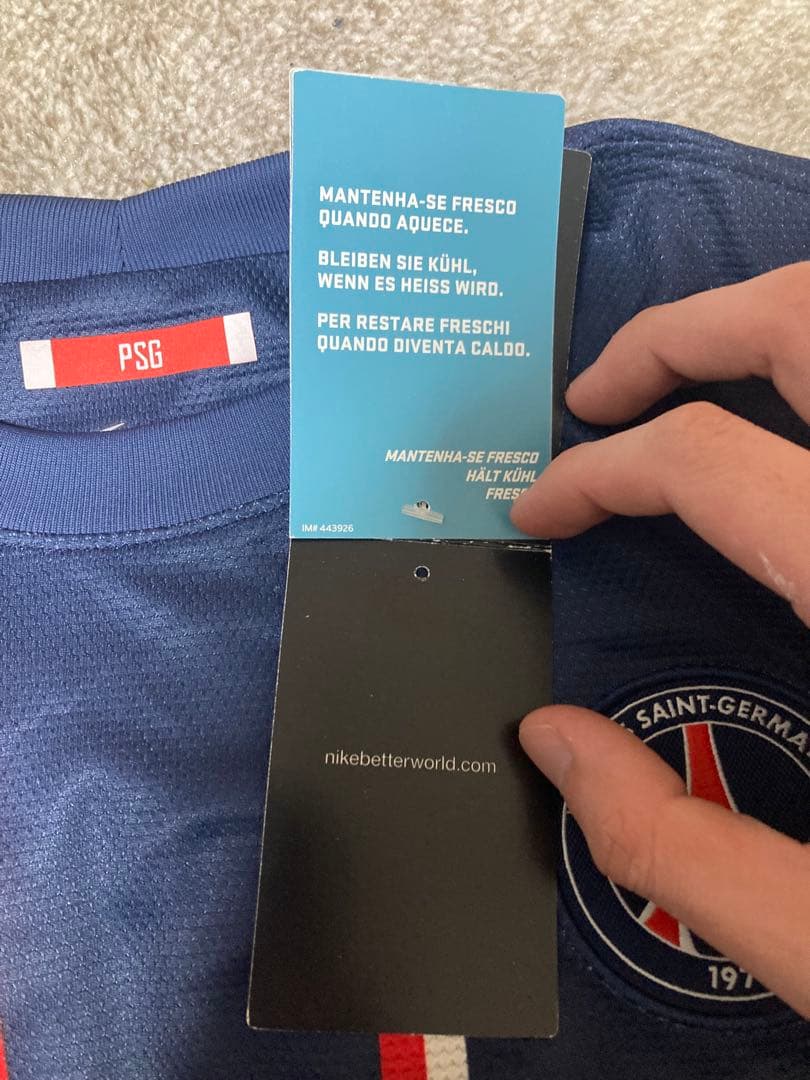 MANTENHA-SE FRESCO
QUANDO AQUECE.
BLEIBEN SIE KÜHL,
WENN ES HEISS WIRD.
PER RESTARE FRESCHI
QUANDO DIVENTA CALDO.
MANTENHA-SE FRESCO
HÄLT KÜHL
IM# 443926
PSG
nikebetterworld.com
SAINT-GERMA